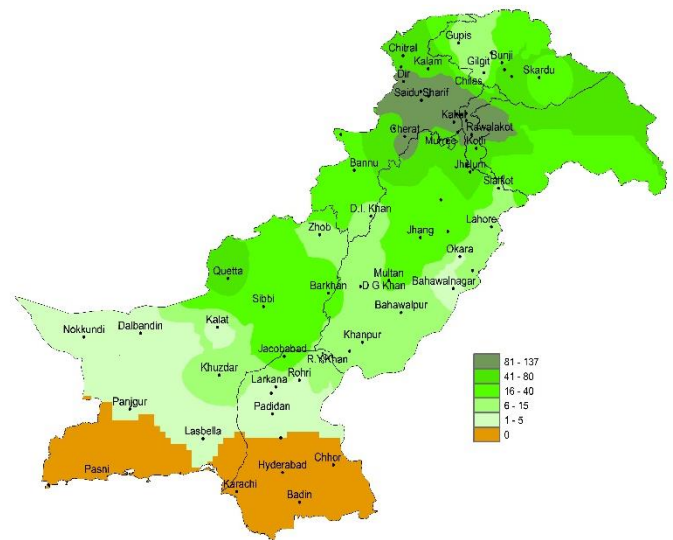 Gupis
Chitral
Bunji
Kalam
Gilgit
Skardu
Dir
Chilas
Saidu Sharif
Kakul
Rawalakot
Cherat
Murree
Kotli
Bannu
Jhelum
Sialkot
D.I. Khan
Lahore
Zhob
Jhang
Okara
Quetta
Multan
Barkhan
D G Khan
Bahawalnagar
Sibbi
Bahawalpur
Nokkundi
Dalbandin
Kalat
Khanpur
Jacobabad
R.Y.Khan
81 - 137
41 - 80
16 - 40
6 - 15
1 - 5
0
Khuzdar
Rohri
Larkana
Panjgur
Padidan
Lasbella
Pasni
Hyderabad
Chhor
Karachi
Badin